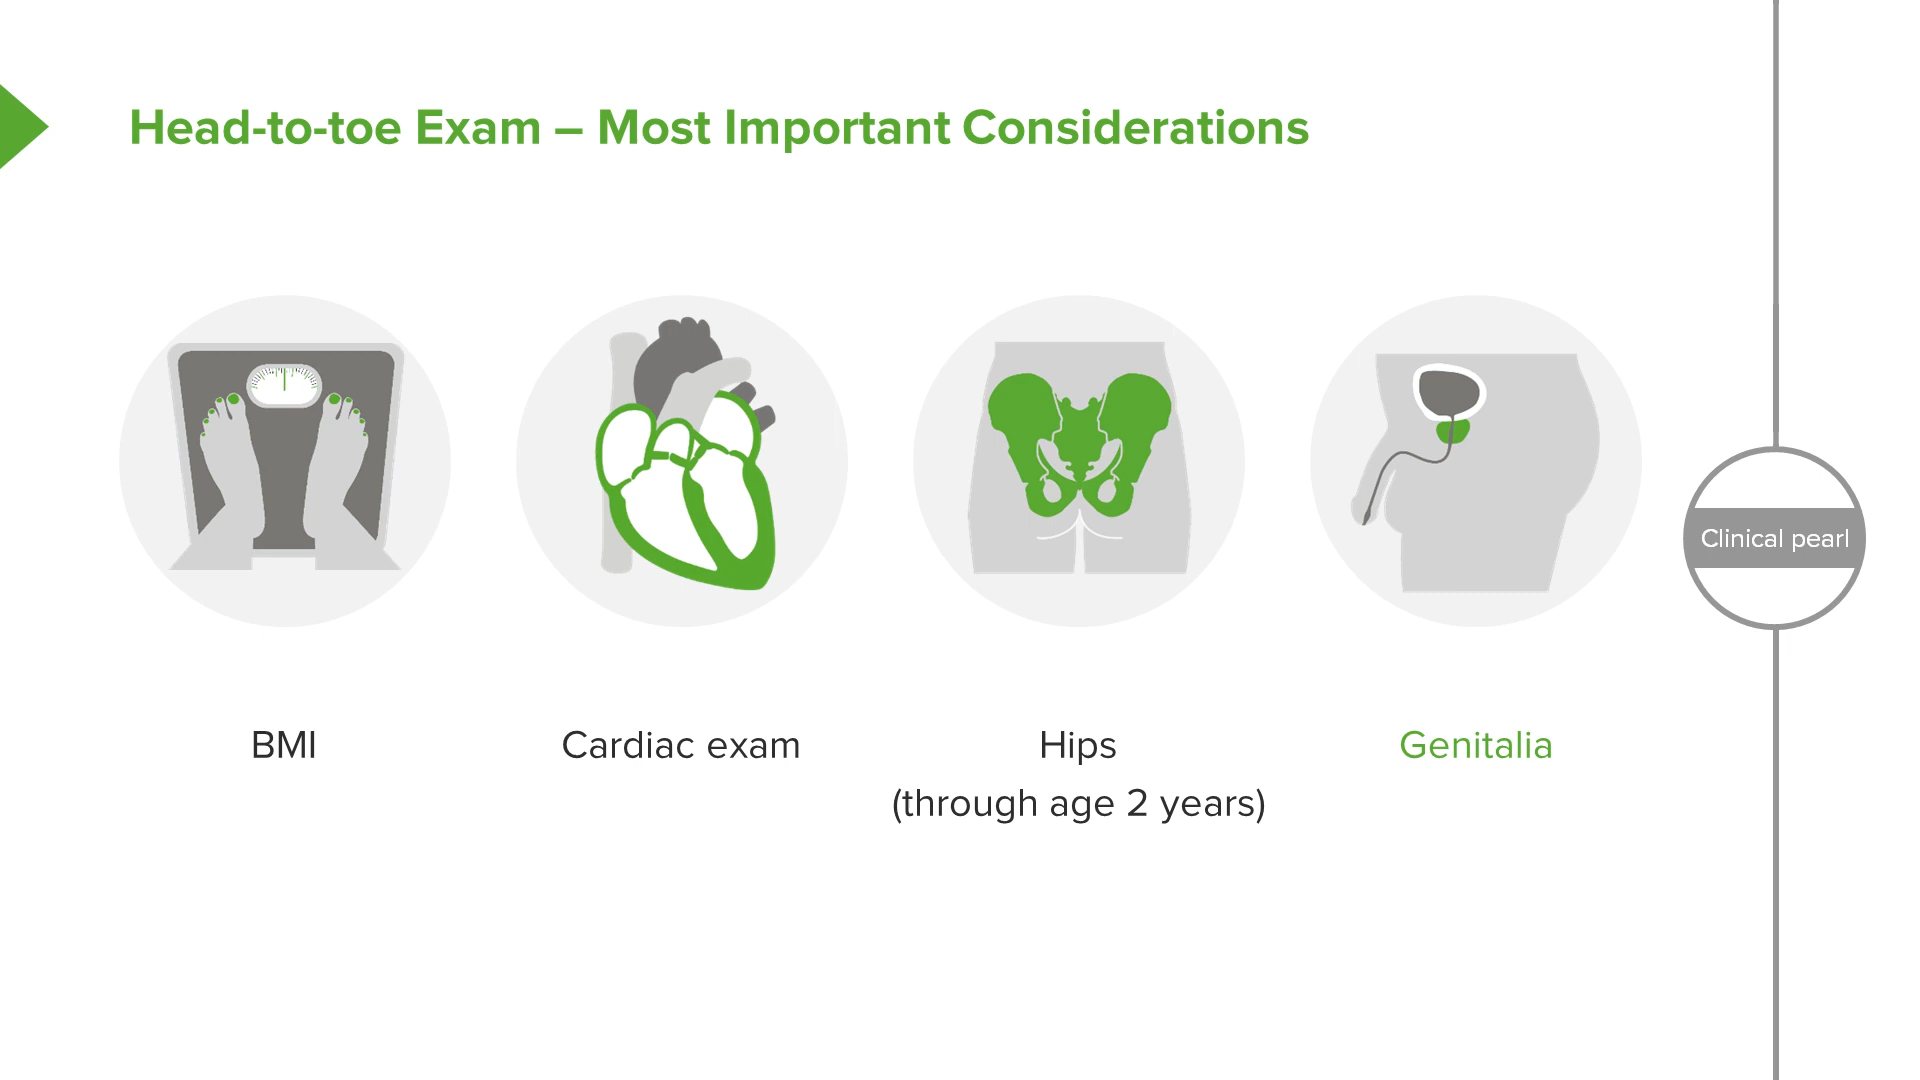 Head-to-toe Exam – Most Important Considerations
BMI
Cardiac exam
Hips
(through age 2 years)
Genitalia
Clinical pearl